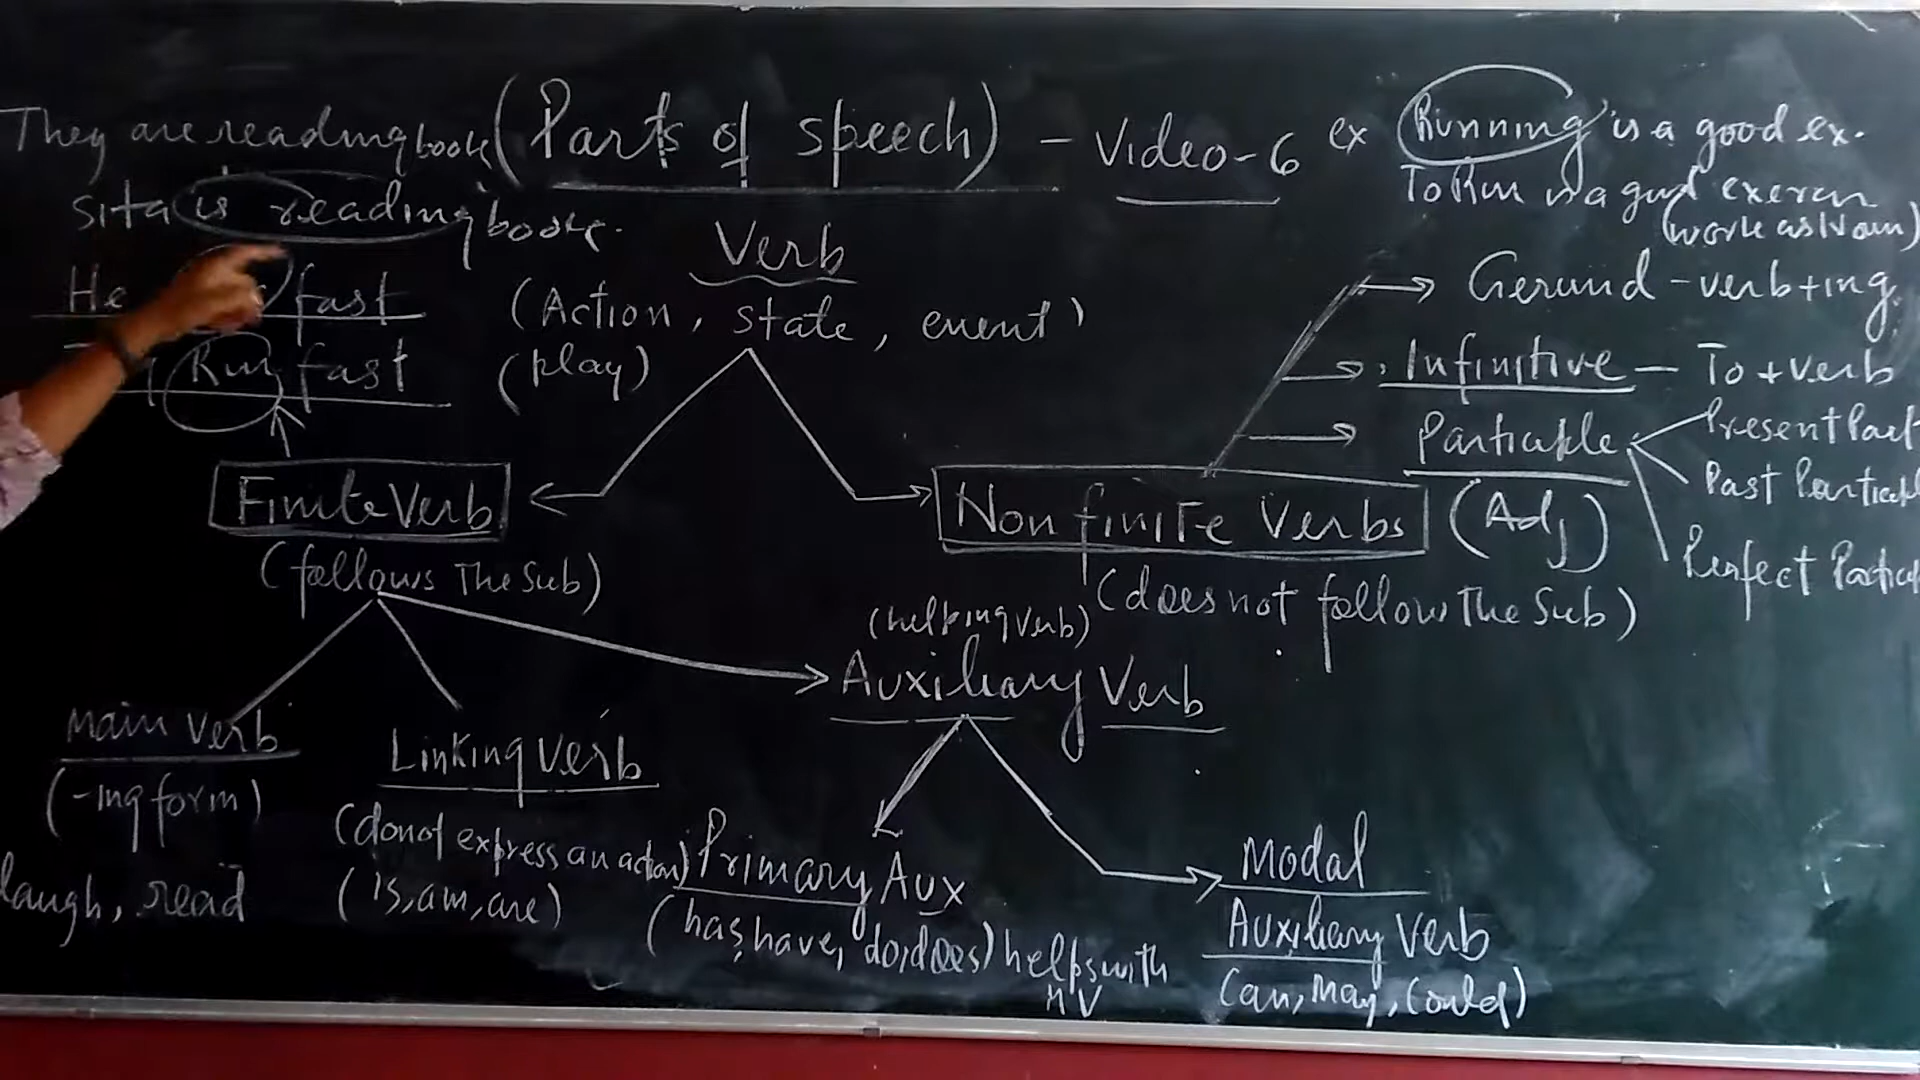 They are reading book
(Parts of speech) - Video-6
ex Running is a good ex.
To Run is a good
(work as Noun)
sita is reading books.
He fast
Run fast
Verb
(Action, state, event)
(play)
Gerund - verb+ing
Infinitive - To + verb
Participle
Present Part
Past Particip
Perfect Particip
(Adj)
Finite Verb
(follows The Sub)
Non finite Verbs
(does not follow The Sub)
(helping verb)
Auxiliary Verb
Main Verb
(-ing form)
laugh, read
Linking Verb
(donot express an action)
(is, am, are)
Primary Aux
(has, have, do, does) helps with
MV
Modal
Auxiliary Verb
(can, may, could)